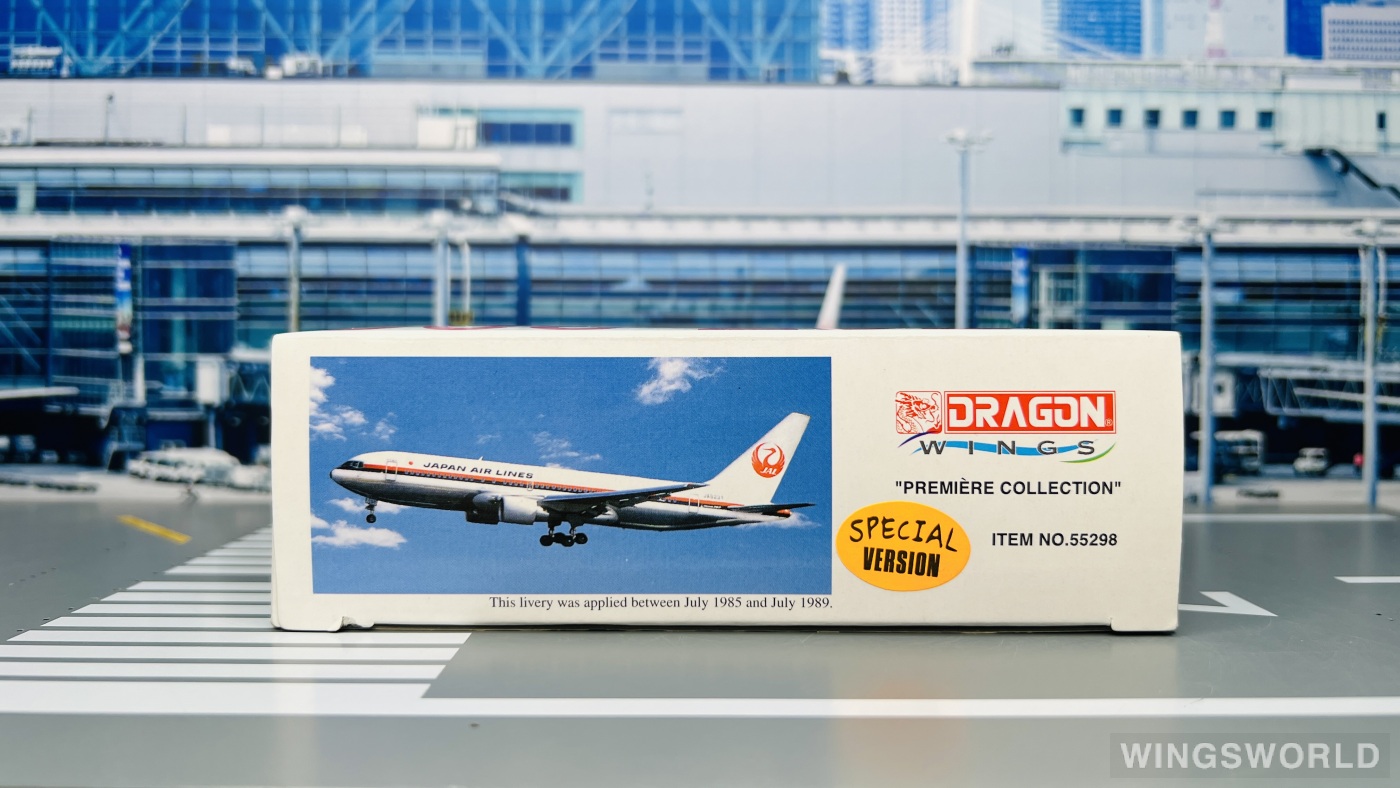 JAPAN AIR LINES
JAL
DRAGON®
WINGS
"PREMIÈRE COLLECTION"
SPECIAL
VERSION
ITEM NO.55298
This livery was applied between July 1985 and July 1989.
WINGSWORLD